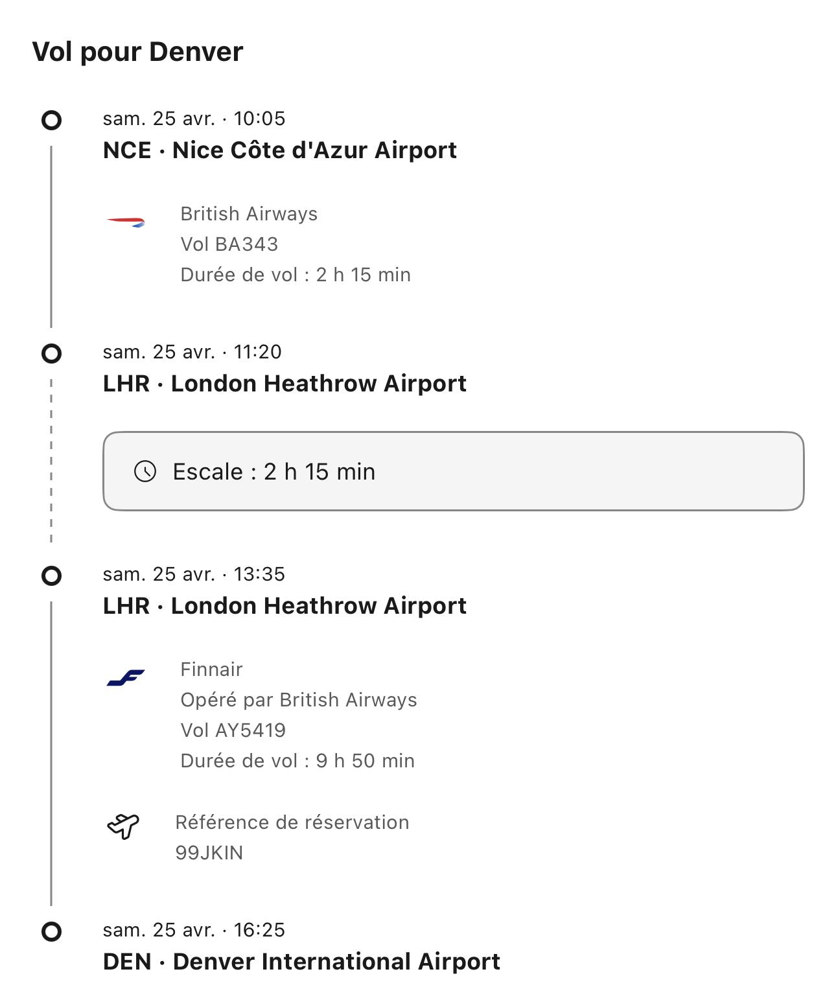 Vol pour Denver
sam. 25 avr. · 10:05
NCE · Nice Côte d'Azur Airport
British Airways
Vol BA343
Durée de vol : 2 h 15 min
sam. 25 avr. · 11:20
LHR · London Heathrow Airport
Escale : 2 h 15 min
sam. 25 avr. · 13:35
LHR · London Heathrow Airport
Finnair
Opéré par British Airways
Vol AY5419
Durée de vol : 9 h 50 min
Référence de réservation
99JKIN
sam. 25 avr. · 16:25
DEN · Denver International Airport